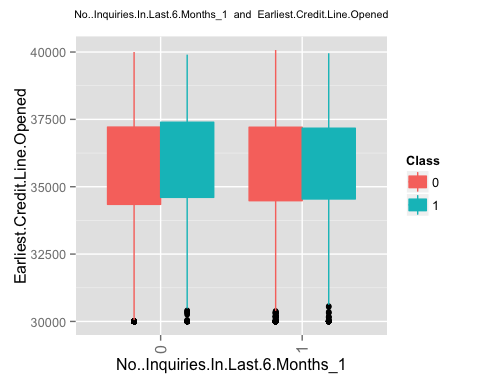 No..Inquiries.In.Last.6.Months_1 and Earliest.Credit.Line.Opened
40000
37500
35000
32500
30000
Earliest.Credit.Line.Opened
0
1
No..Inquiries.In.Last.6.Months_1
Class
0
1